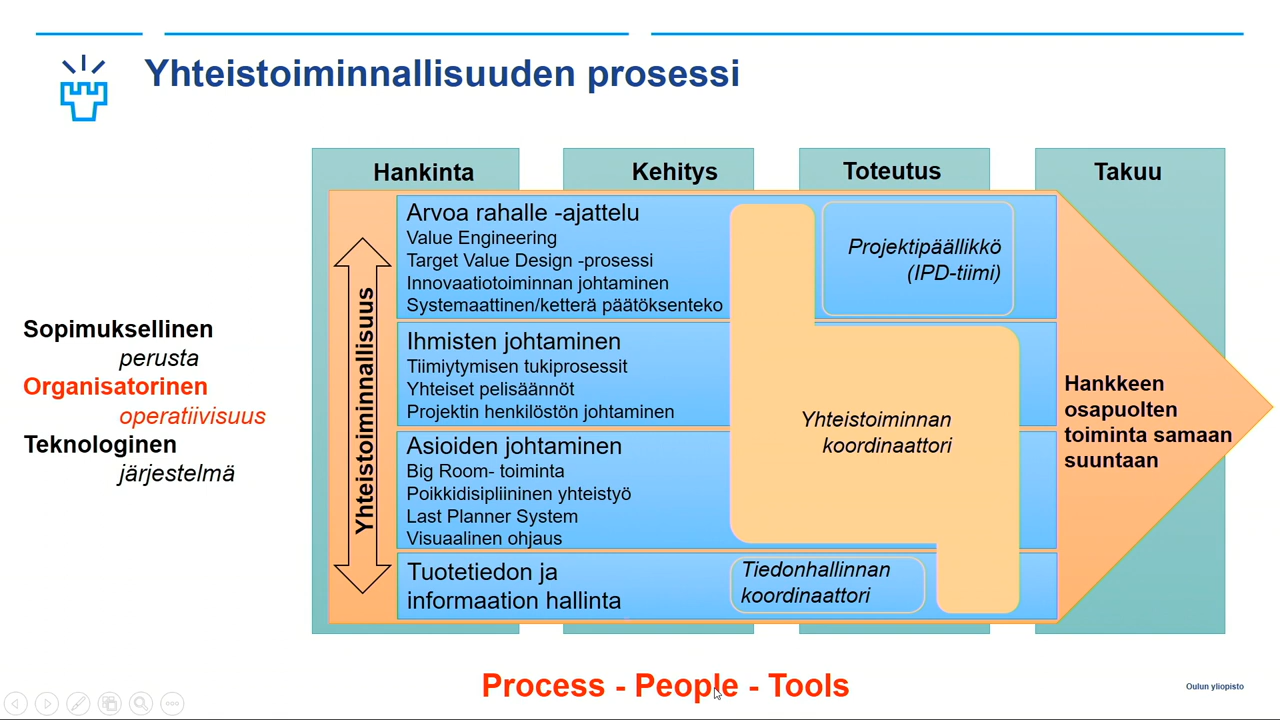 Yhteistoiminnallisuuden prosessi
Hankinta
Kehitys
Toteutus
Takuu
Sopimuksellinen
perusta
Organisatorinen
operatiivisuus
Teknologinen
järjestelmä
Yhteistoiminnallisuus
Arvoa rahalle -ajattelu
Value Engineering
Target Value Design -prosessi
Innovaatiotoiminnan johtaminen
Systemaattinen/ketterä päätöksenteko
Projektipäällikkö
(IPD-tiimi)
Ihmisten johtaminen
Tiimiytymisen tukiprosessit
Yhteiset pelisäännöt
Projektin henkilöstön johtaminen
Asioiden johtaminen
Big Room- toiminta
Poikkidisipliininen yhteistyö
Last Planner System
Visuaalinen ohjaus
Yhteistoiminnan
koordinaattori
Tuotetiedon ja
informaation hallinta
Tiedonhallinnan
koordinaattori
Hankkeen
osapuolten
toiminta samaan
suuntaan
Process - People - Tools
Oulun yliopisto